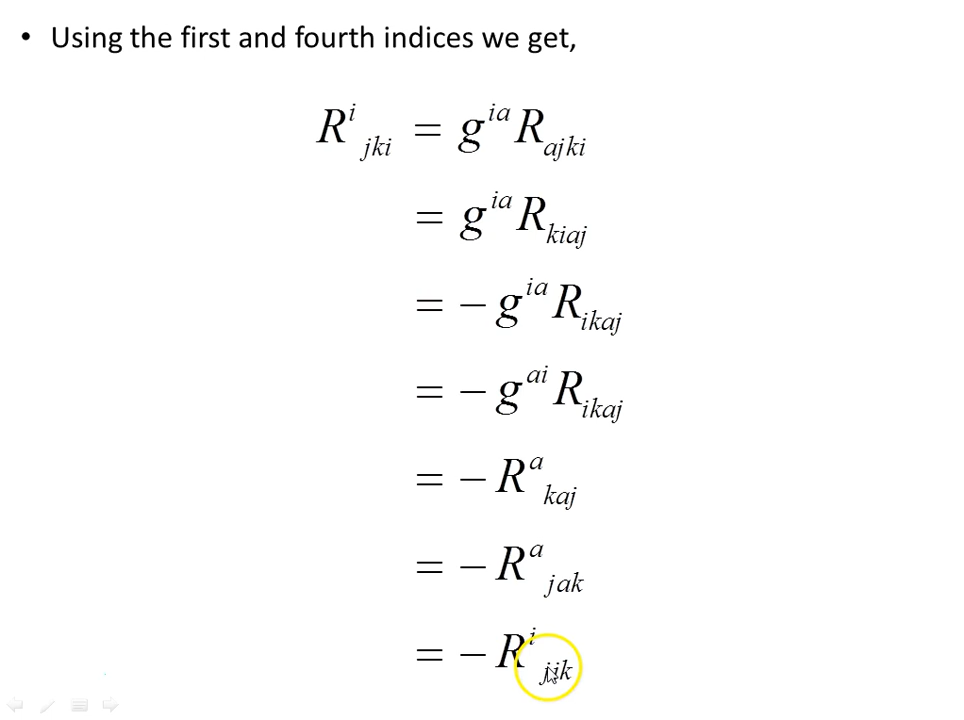 • Using the first and fourth indices we get,
R^i_{jki} = g^{ia} R_{ajki}
= g^{ia} R_{kiaj}
= − g^{ia} R_{ikaj}
= − g^{ai} R_{ikaj}
= − R^a_{kaj}
= − R^a_{jak}
= − R^i_{jik}